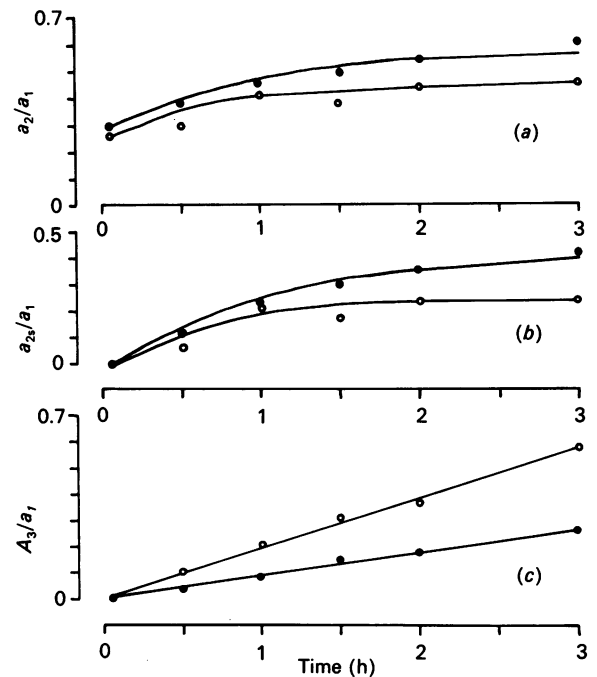 0.7
a₂/a₁
(a)
0
0 1 2 3
0.5
a₂ₛ/a₁
(b)
0
0 1 2 3
0.7
A₃/a₁
(c)
0
0 1 2 3
Time (h)